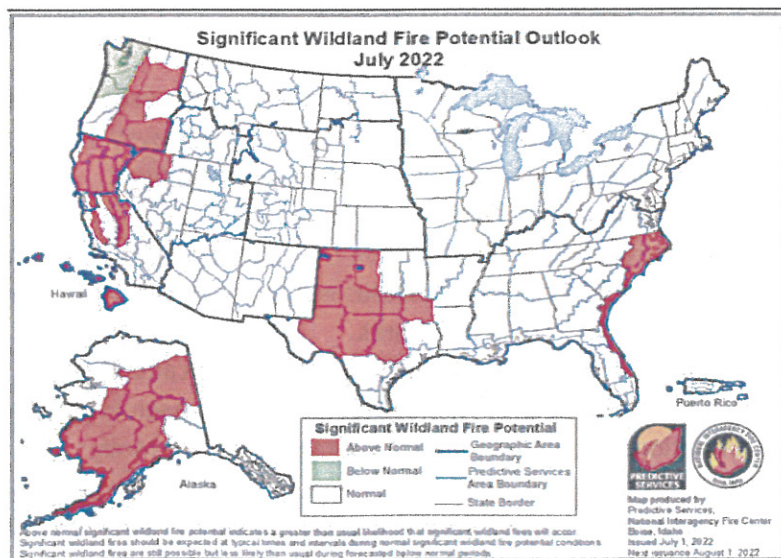 Significant Wildland Fire Potential Outlook
July 2022
Hawaii
Alaska
Puerto Rico
Significant Wildland Fire Potential
Above Normal
Below Normal
Normal
Geographic Area
Boundary
Predictive Services
Area Boundary
State Border
PREDICTIVE
SERVICES
NATIONAL INTERAGENCY FIRE CENTER
Map produced by
Predictive Services,
National Interagency Fire Center
Boise, Idaho
Issued July 1, 2022
Next issuance August 1, 2022
Above normal significant wildland fire potential indicates a greater than usual likelihood that significant wildland fires will occur.
Significant wildland fires should be expected at typical times and intervals during normal significant wildland fire potential conditions.
Significant wildland fires are still possible but less likely than usual during forecasted below normal periods.